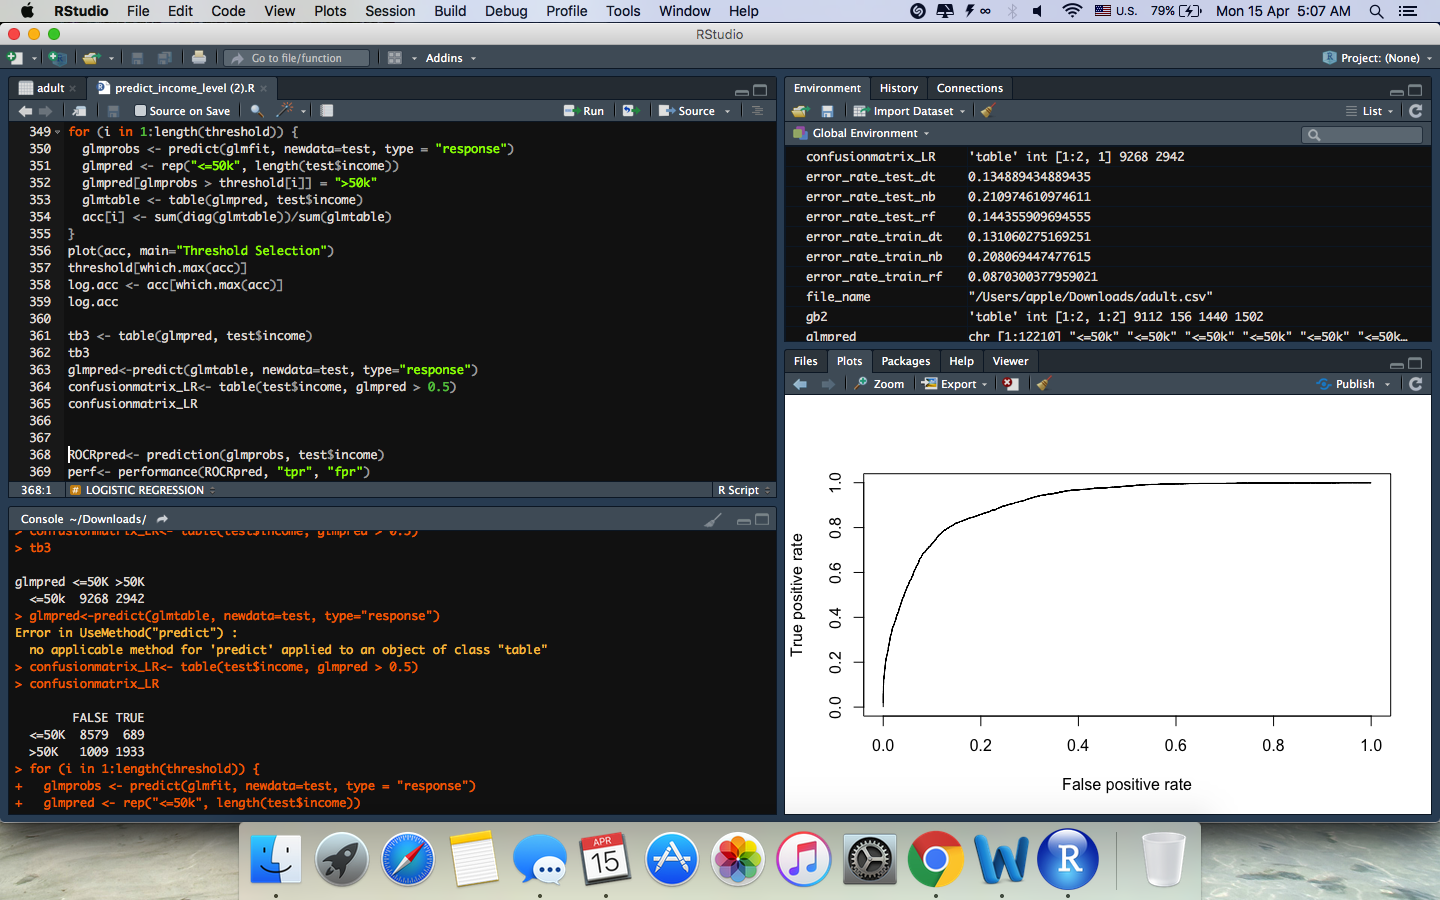 RStudio File Edit Code View Plots Session Build Debug Profile Tools Window Help U.S. 79% Mon 15 Apr 5:07 AM
RStudio
Go to file/function Addins Project: (None)
adult predict_income_level (2).R
Source on Save Run Source
349 for (i in 1:length(threshold)) {
350 glmprobs <- predict(glmfit, newdata=test, type = "response")
351 glmpred <- rep("<=50k", length(test$income))
352 glmpred[glmprobs > threshold[i]] = ">50k"
353 glmtable <- table(glmpred, test$income)
354 acc[i] <- sum(diag(glmtable))/sum(glmtable)
355 }
356 plot(acc, main="Threshold Selection")
357 threshold[which.max(acc)]
358 log.acc <- acc[which.max(acc)]
359 log.acc
360
361 tb3 <- table(glmpred, test$income)
362 tb3
363 glmpred<-predict(glmtable, newdata=test, type="response")
364 confusionmatrix_LR<- table(test$income, glmpred > 0.5)
365 confusionmatrix_LR
366
367
368 ROCRpred<- prediction(glmprobs, test$income)
369 perf<- performance(ROCRpred, "tpr", "fpr")
368:1 # LOGISTIC REGRESSION R Script
Console ~/Downloads/
> confusionmatrix_LR<- table(test$income, glmpred > 0.5)
> tb3
glmpred <=50K >50K
<=50k 9268 2942
> glmpred<-predict(glmtable, newdata=test, type="response")
Error in UseMethod("predict") :
no applicable method for 'predict' applied to an object of class "table"
> confusionmatrix_LR<- table(test$income, glmpred > 0.5)
> confusionmatrix_LR
FALSE TRUE
<=50K 8579 689
>50K 1009 1933
> for (i in 1:length(threshold)) {
+ glmprobs <- predict(glmfit, newdata=test, type = "response")
+ glmpred <- rep("<=50k", length(test$income))
Environment History Connections
Import Dataset List
Global Environment
confusionmatrix_LR 'table' int [1:2, 1] 9268 2942
error_rate_test_dt 0.134889434889435
error_rate_test_nb 0.210974610974611
error_rate_test_rf 0.144355909694555
error_rate_train_dt 0.131060275169251
error_rate_train_nb 0.208069447477615
error_rate_train_rf 0.0870300377959021
file_name "/Users/apple/Downloads/adult.csv"
gb2 'table' int [1:2, 1:2] 9112 156 1440 1502
glmpred chr [1:12210] "<=50k" "<=50k" "<=50k" "<=50k" "<=50k" "<=50k…
Files Plots Packages Help Viewer
Zoom Export Publish
True positive rate
0.0 0.2 0.4 0.6 0.8 1.0
0.0 0.2 0.4 0.6 0.8 1.0
False positive rate
APR
15
W
R